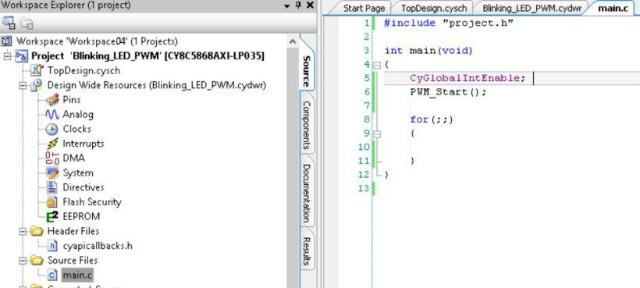 Workspace Explorer (1 project)
Workspace 'Workspace04' (1 Projects)
Project 'Blinking_LED_PWM' [CY8C5868AXI-LP035]
TopDesign.cysch
Design Wide Resources (Blinking_LED_PWM.cydwr)
Pins
Analog
Clocks
Interrupts
DMA
System
Directives
Flash Security
EEPROM
Header Files
cyapicallbacks.h
Source Files
main.c
Source
Components
Documentation
Results
Start Page TopDesign.cysch Blinking_LED_PWM.cydwr main.c
1 #include "project.h"
2
3 int main(void)
4 {
5 CyGlobalIntEnable;
6 PWM_Start();
7
8 for(;;)
9 {
10
11 }
12 }
13